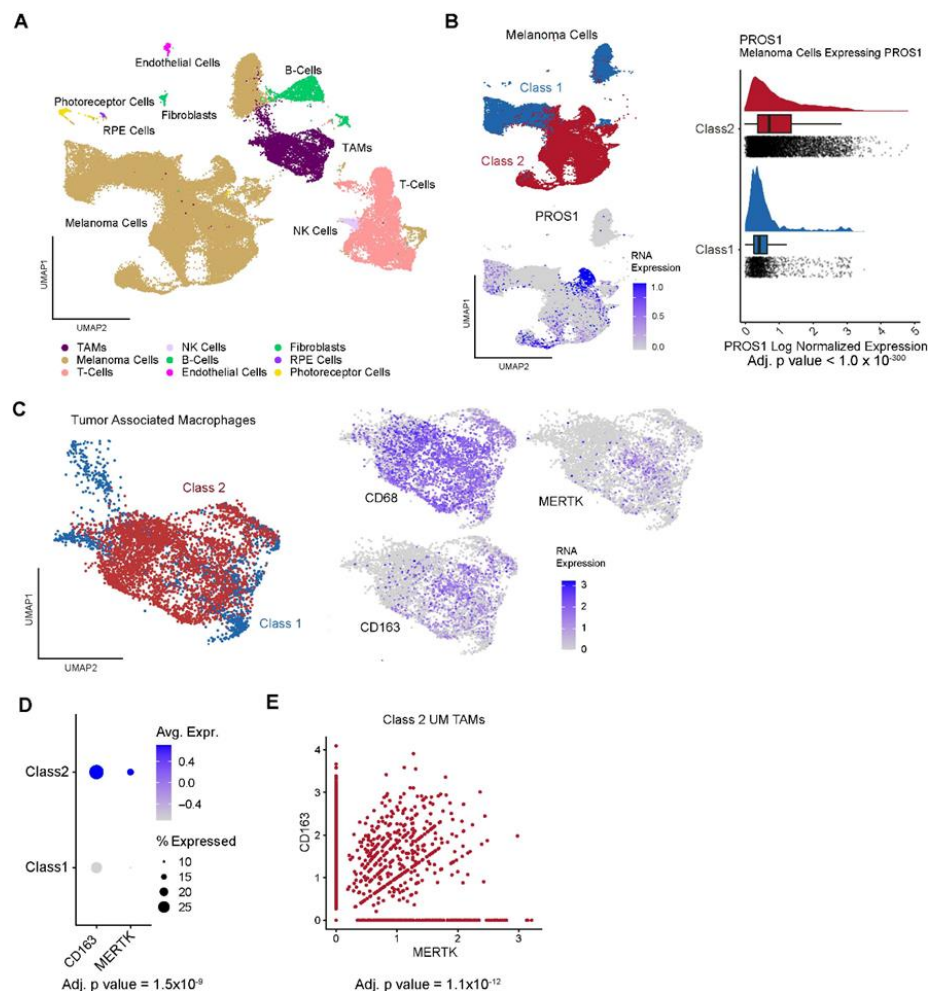 A
Endothelial Cells
B-Cells
Photoreceptor Cells
Fibroblasts
RPE Cells
TAMs
T-Cells
Melanoma Cells
NK Cells
UMAP1
UMAP2
TAMs
NK Cells
Fibroblasts
Melanoma Cells
B-Cells
RPE Cells
T-Cells
Endothelial Cells
Photoreceptor Cells
B
Melanoma Cells
Class 1
Class 2
PROS1
RNA
Expression
1.0
0.5
0.0
UMAP1
UMAP2
PROS1
Melanoma Cells Expressing PROS1
Class2
Class1
0 1 2 3 4 5
PROS1 Log Normalized Expression
Adj. p value < 1.0 x 10-300
C
Tumor Associated Macrophages
Class 2
Class 1
UMAP1
UMAP2
CD68
MERTK
CD163
RNA
Expression
3
2
1
0
D
Class2
Class1
CD163
MERTK
Avg. Expr.
0.4
0.0
−0.4
% Expressed
10
15
20
25
Adj. p value = 1.5x10-9
E
Class 2 UM TAMs
CD163
4
3
2
1
0
0 1 2 3
MERTK
Adj. p value = 1.1x10-12